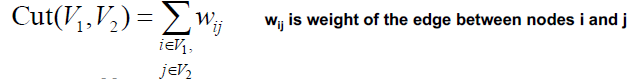 Cut(V₁,V₂) = ∑ wᵢⱼ wᵢⱼ is weight of the edge between nodes i and j
i∈V₁,
j∈V₂